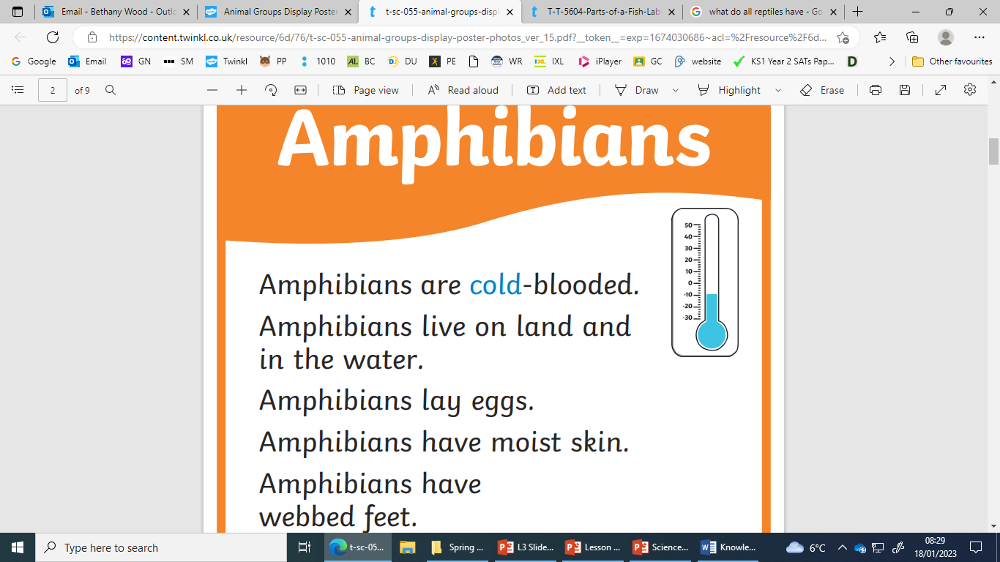 Email - Bethany Wood - Outlo
Animal Groups Display Poster
t-sc-055-animal-groups-displ
T-T-5604-Parts-of-a-Fish-Lab
what do all reptiles have - Go
https://content.twinkl.co.uk/resource/6d/76/t-sc-055-animal-groups-display-poster-photos_ver_15.pdf?__token__=exp=1674030686~acl=%2Fresource%2F6d...
Google
Email
GN
SM
Twinkl
PP
1010
BC
DU
PE
WR
IXL
iPlayer
GC
website
KS1 Year 2 SATs Pap...
D
Other favourites
2 of 9
Page view
Read aloud
Add text
Draw
Highlight
Erase
Amphibians
50
40
30
20
10
0
-10
-20
-30
Amphibians are cold-blooded.
Amphibians live on land and
in the water.
Amphibians lay eggs.
Amphibians have moist skin.
Amphibians have
webbed feet.
Type here to search
t-sc-05...
Spring ...
L3 Slide...
Lesson ...
Science...
Knowle...
6°C
08:29
18/01/2023